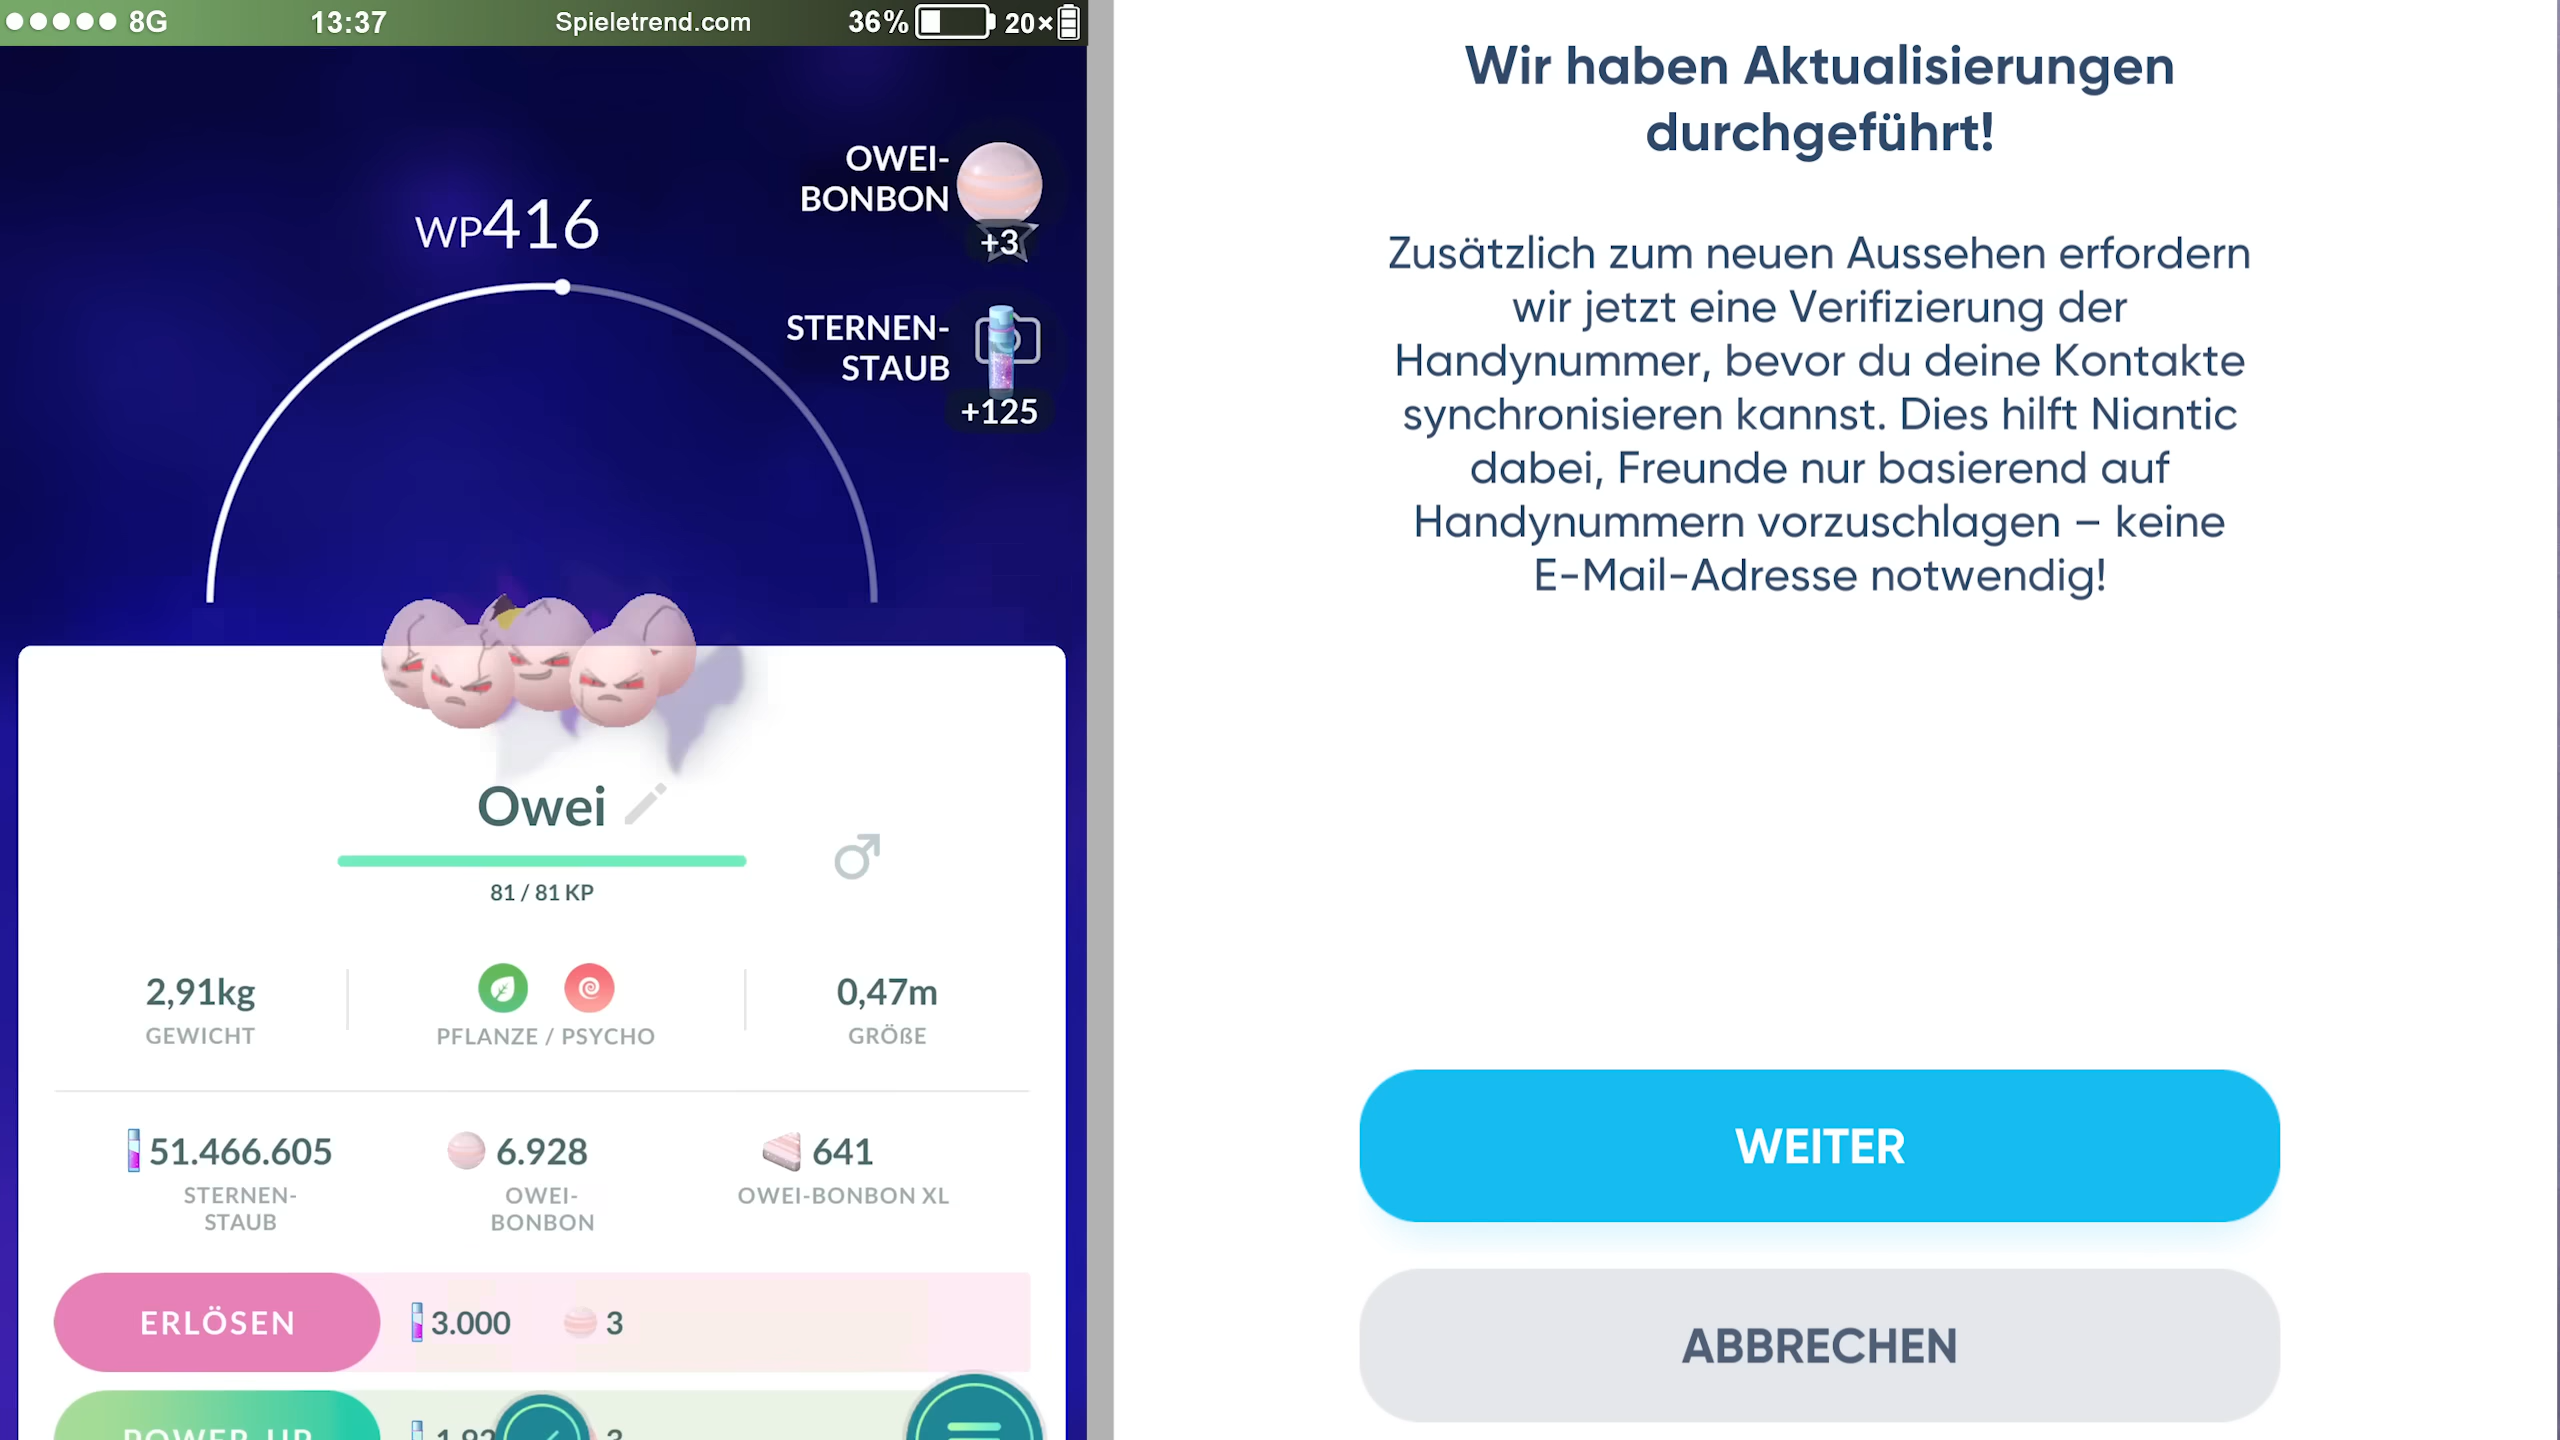 8G
13:37
Spieletrend.com
36%
20×
OWEI-
BONBON
+3
WP416
STERNEN-
STAUB
+125
Owei
81 / 81 KP
2,91kg
GEWICHT
PFLANZE / PSYCHO
0,47m
GRÖßE
51.466.605
STERNEN-
STAUB
6.928
OWEI-
BONBON
641
OWEI-BONBON XL
ERLÖSEN
3.000
3
POWER-UP
Wir haben Aktualisierungen
durchgeführt!
Zusätzlich zum neuen Aussehen erfordern
wir jetzt eine Verifizierung der
Handynummer, bevor du deine Kontakte
synchronisieren kannst. Dies hilft Niantic
dabei, Freunde nur basierend auf
Handynummern vorzuschlagen – keine
E-Mail-Adresse notwendig!
WEITER
ABBRECHEN